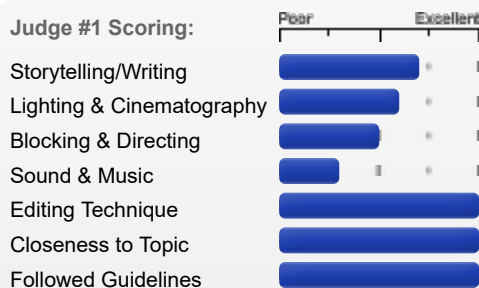 Judge #1 Scoring:
Poor Excellent
Storytelling/Writing
Lighting & Cinematography
Blocking & Directing
Sound & Music
Editing Technique
Closeness to Topic
Followed Guidelines